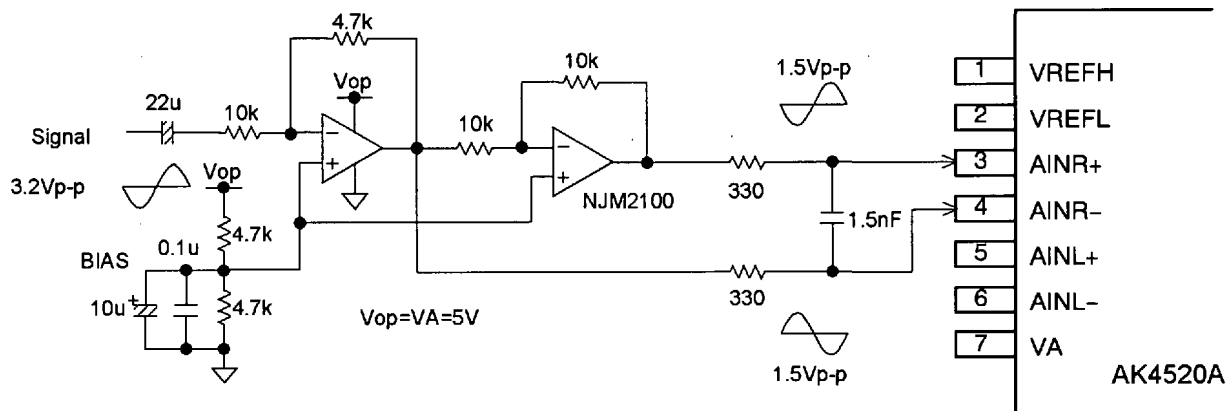 4.7k
Vop
22u
10k
Signal
3.2Vp-p
−
+
10k
10k
−
+
NJM2100
Vop
4.7k
BIAS
0.1u
10u
+
4.7k
Vop=VA=5V
1.5Vp-p
330
1.5nF
330
1.5Vp-p
1 VREFH
2 VREFL
3 AINR+
4 AINR−
5 AINL+
6 AINL−
7 VA
AK4520A